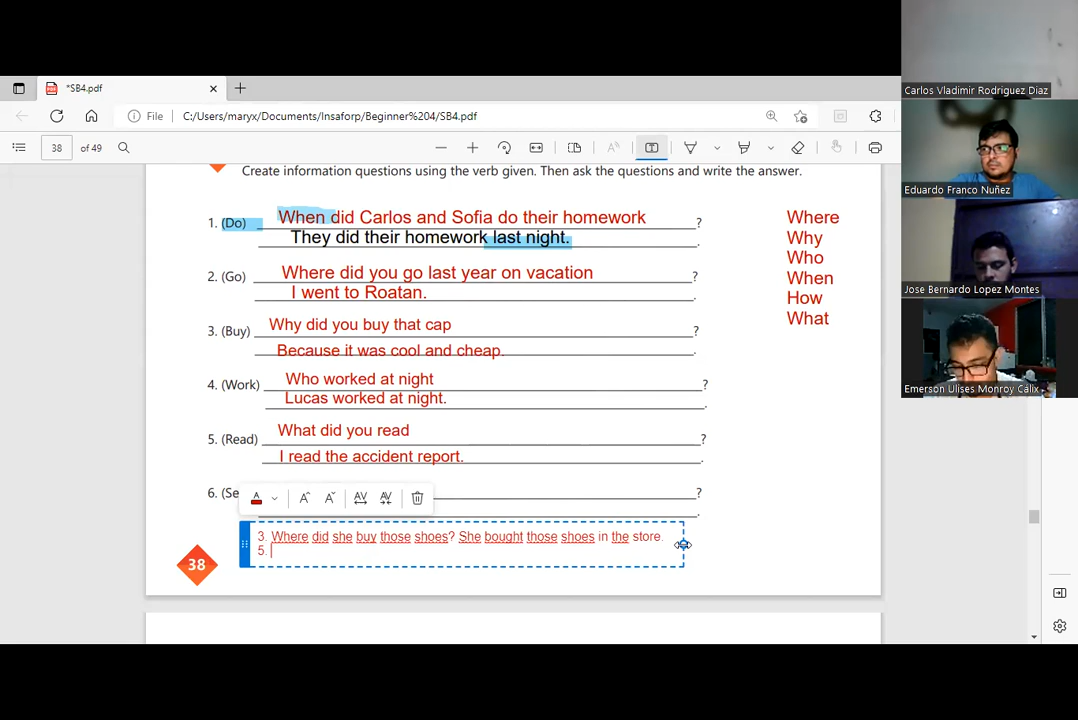 *SB4.pdf
File C:/Users/maryx/Documents/Insaforp/Beginner%204/SB4.pdf
38 of 49
Create information questions using the verb given. Then ask the questions and write the answer.
1. (Do) When did Carlos and Sofia do their homework ?
They did their homework last night. .
2. (Go) Where did you go last year on vacation ?
I went to Roatan. .
3. (Buy) Why did you buy that cap ?
Because it was cool and cheap. .
4. (Work) Who worked at night ?
Lucas worked at night. .
5. (Read) What did you read ?
I read the accident report. .
6. (Se ?
.
3. Where did she buy those shoes? She bought those shoes in the store.
5.
38
Where
Why
Who
When
How
What
Carlos Vladimir Rodriguez Diaz
Eduardo Franco Nuñez
Jose Bernardo Lopez Montes
Emerson Ulises Monroy Cálix